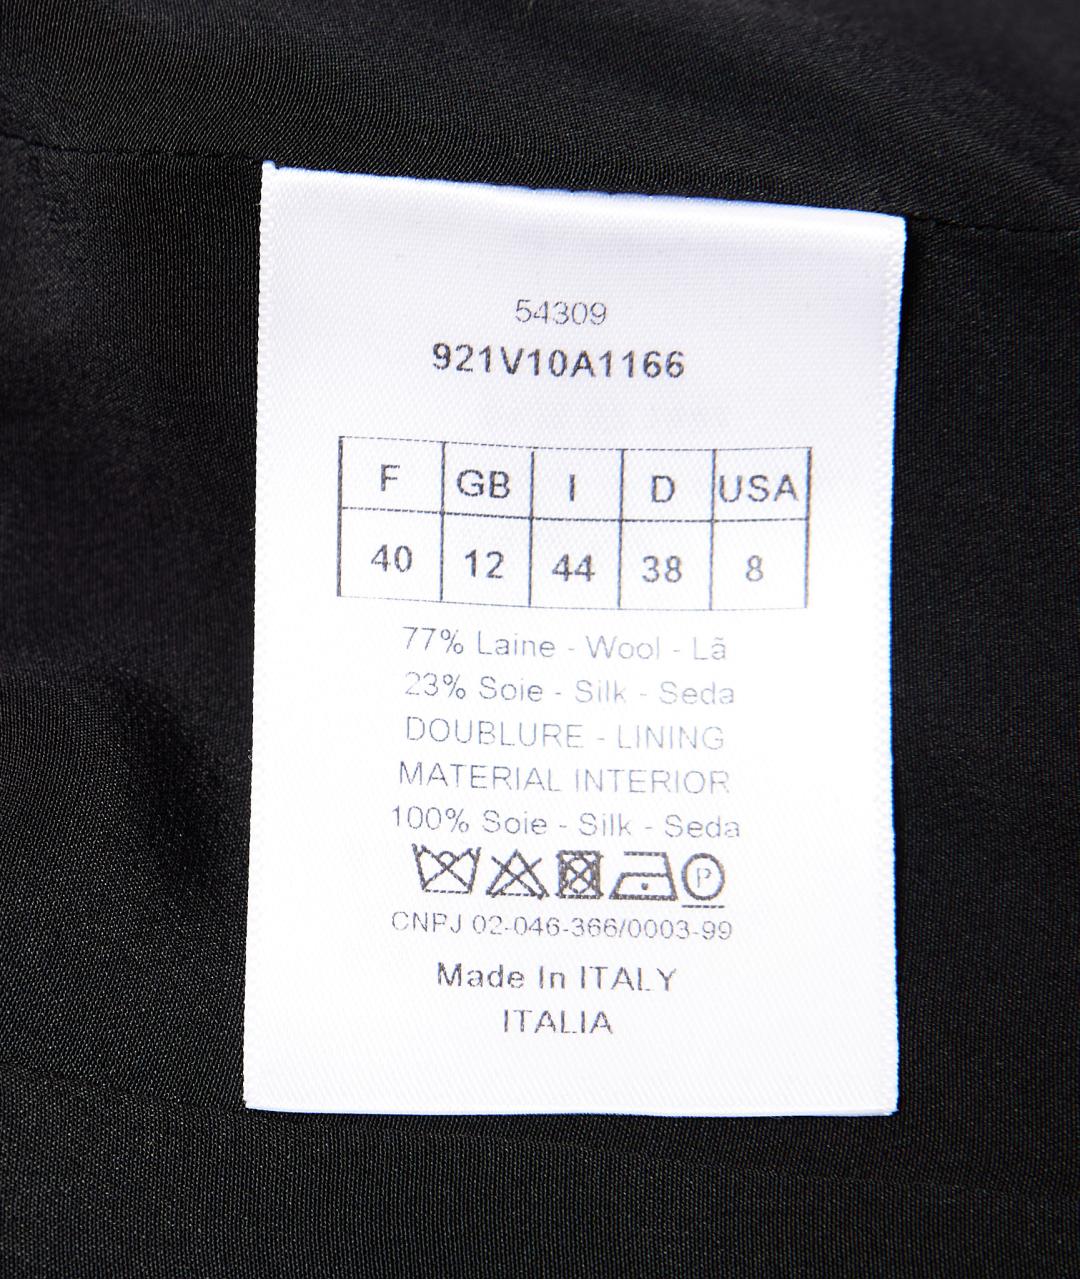 54309
921V10A1166
F GB I D USA
40 12 44 38 8
77% Laine - Wool - Lã
23% Soie - Silk - Seda
DOUBLURE - LINING
MATERIAL INTERIOR
100% Soie - Silk - Seda
P
CNPJ 02-046-366/0003-99
Made In ITALY
ITALIA